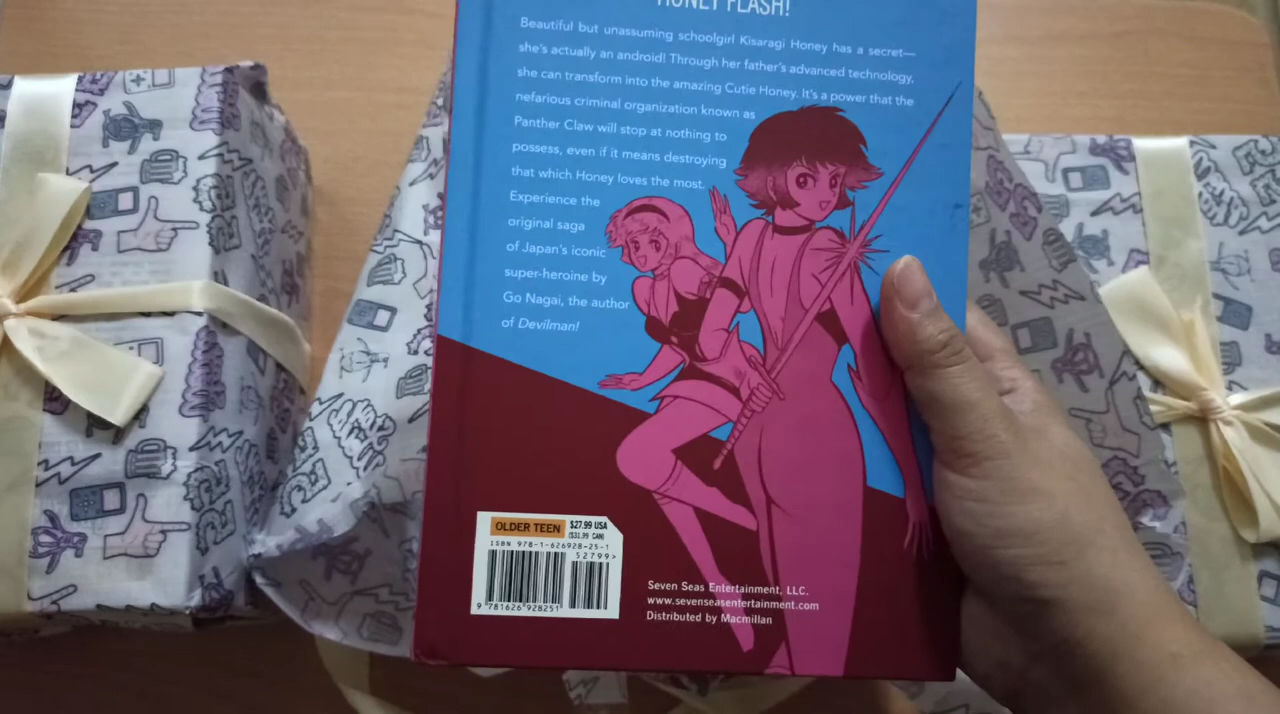 HONEY FLASH!
Beautiful but unassuming schoolgirl Kisaragi Honey has a secret—
she's actually an android! Through her father's advanced technology,
she can transform into the amazing Cutie Honey. It's a power that the
nefarious criminal organization known as
Panther Claw will stop at nothing to
possess, even if it means destroying
that which Honey loves the most.
Experience the
original saga
of Japan's iconic
super-heroine by
Go Nagai, the author
of Devilman!
OLDER TEEN $27.99 USA
($31.99 CAN)
ISBN 978-1-626928-25-1
52799>
9 781626 928251
Seven Seas Entertainment, LLC.
www.sevenseasentertainment.com
Distributed by Macmillan